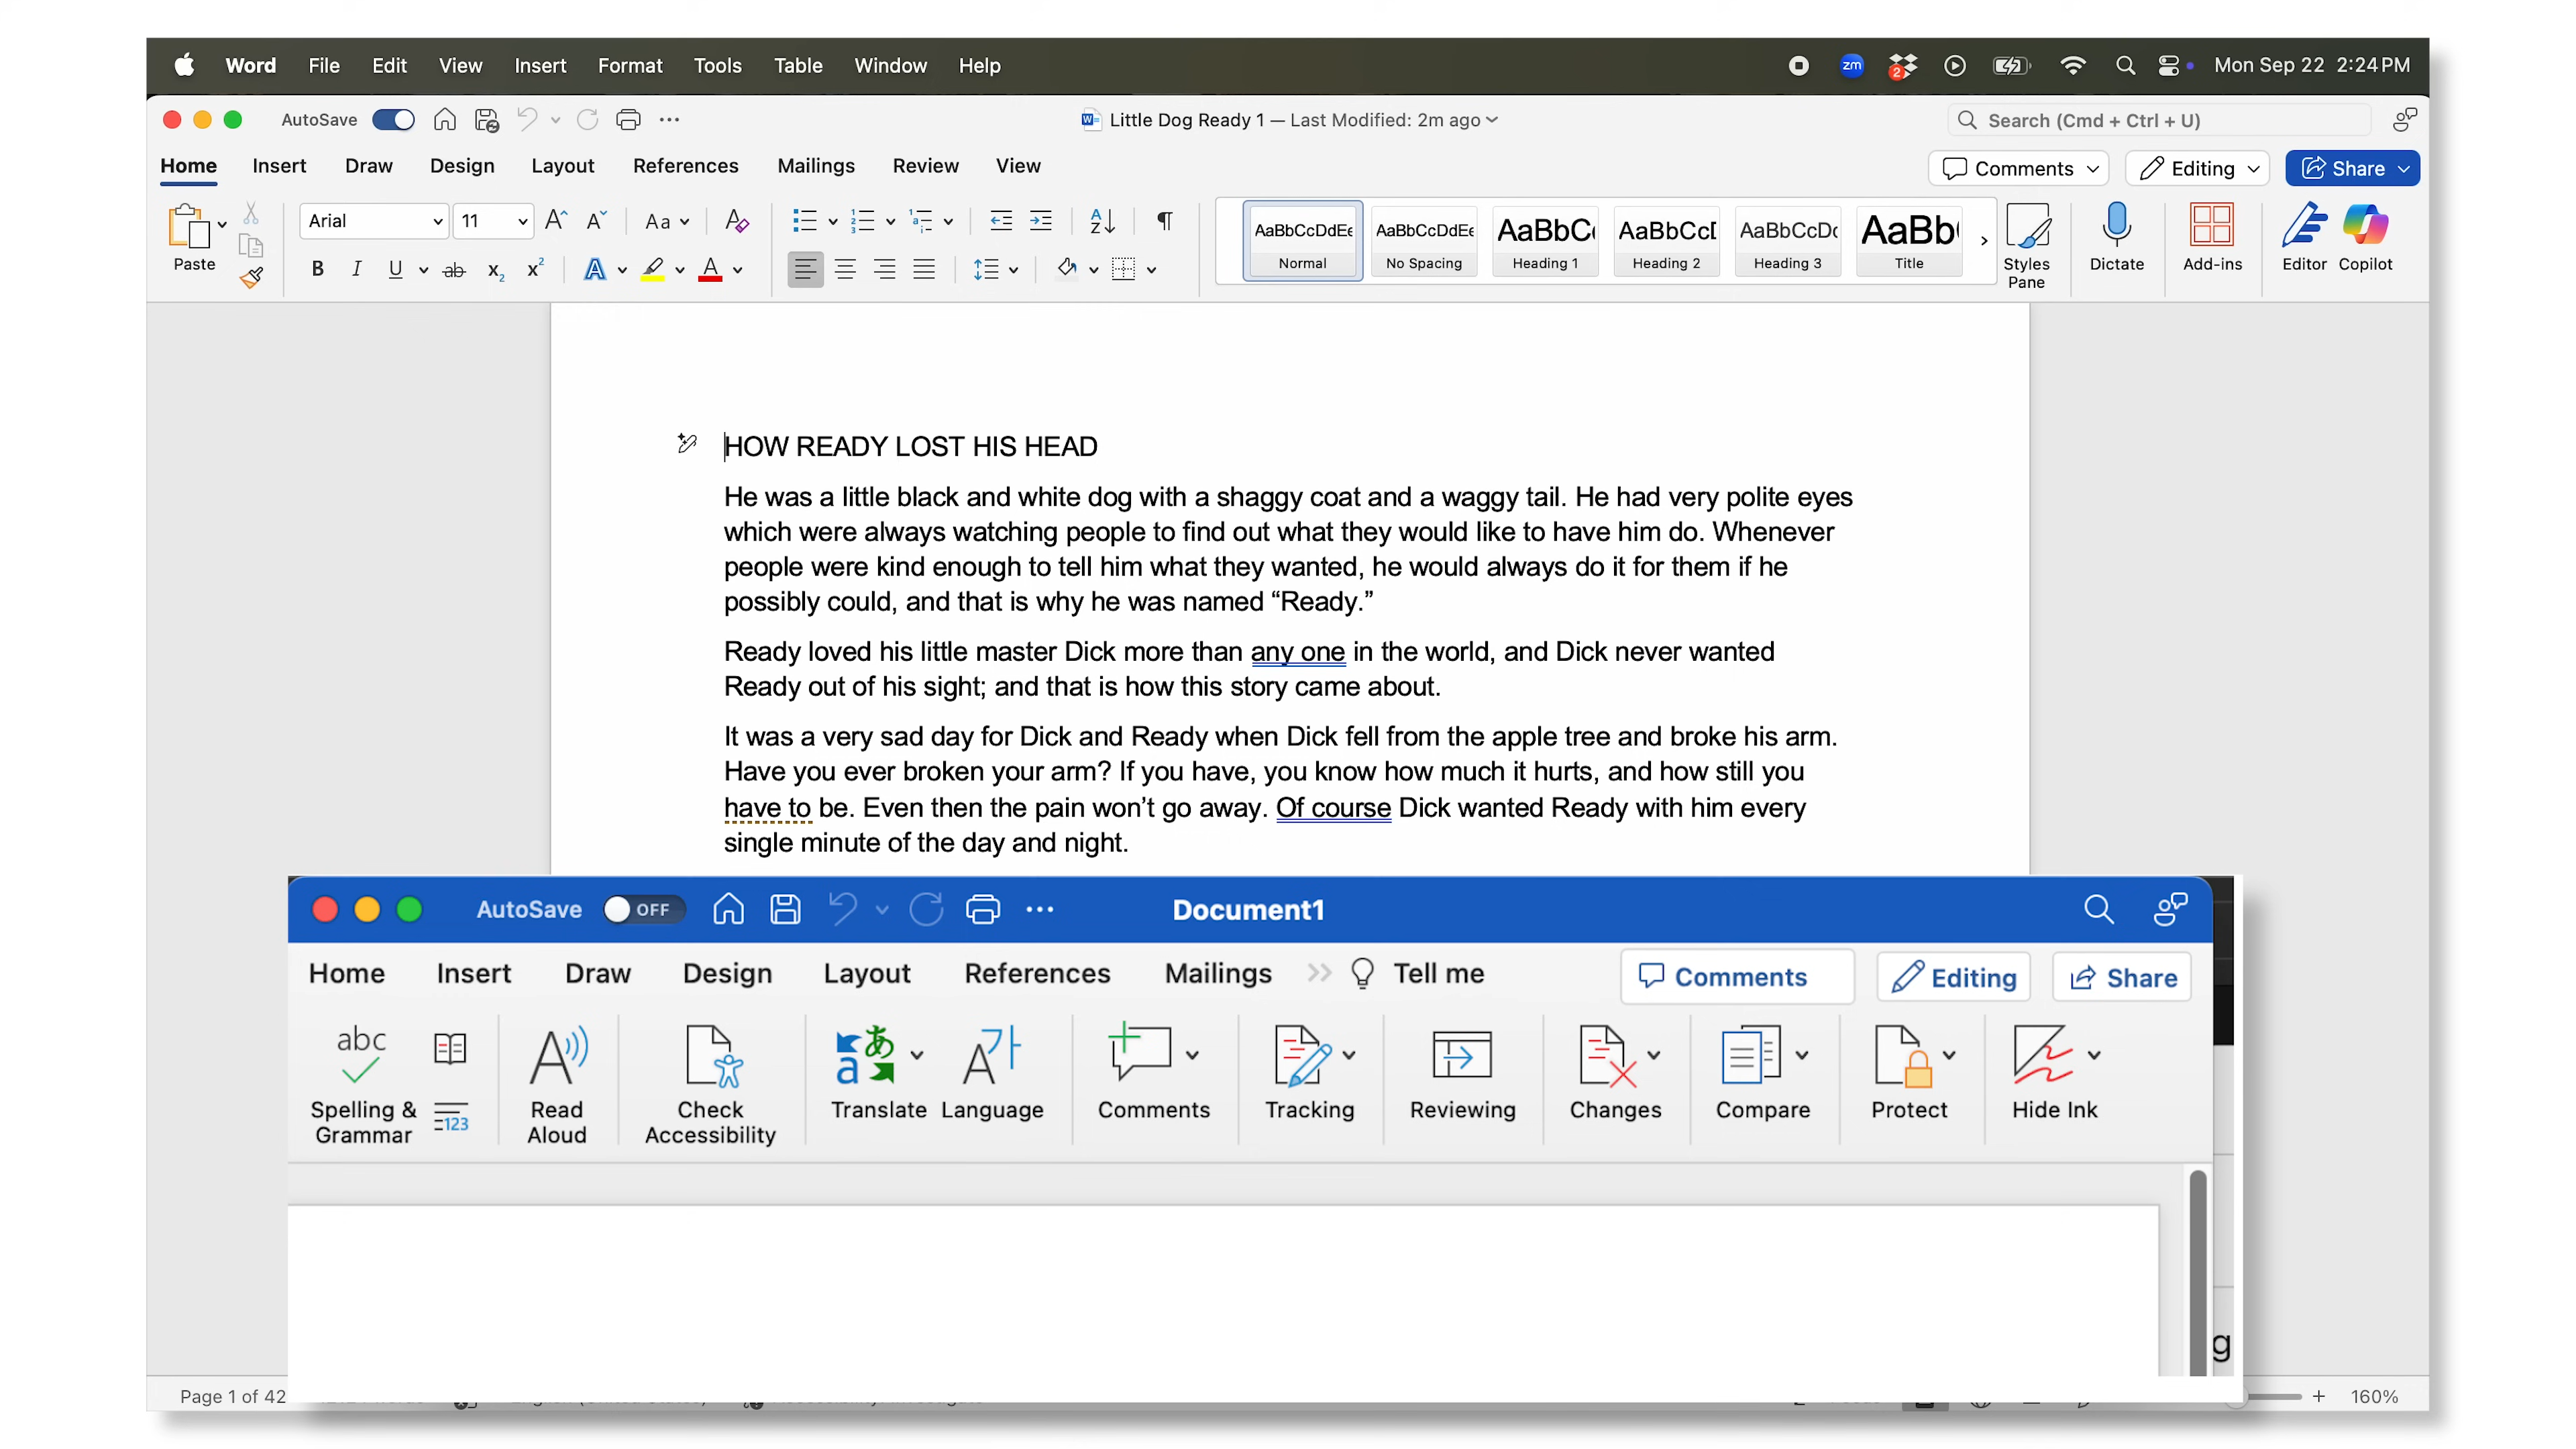 Word File Edit View Insert Format Tools Table Window Help zm 2 Mon Sep 22 2:24 PM
AutoSave Little Dog Ready 1 — Last Modified: 2m ago Search (Cmd + Ctrl + U)
Home Insert Draw Design Layout References Mailings Review View Comments Editing Share
Arial 11 Aa
AaBbCcDdEe AaBbCcDdEe AaBbC AaBbCcI AaBbCcDc AaBb
Paste Normal No Spacing Heading 1 Heading 2 Heading 3 Title Styles Pane Dictate Add-ins Editor Copilot
B I U ab x₂ x² A A
HOW READY LOST HIS HEAD
He was a little black and white dog with a shaggy coat and a waggy tail. He had very polite eyes
which were always watching people to find out what they would like to have him do. Whenever
people were kind enough to tell him what they wanted, he would always do it for them if he
possibly could, and that is why he was named “Ready.”
Ready loved his little master Dick more than any one in the world, and Dick never wanted
Ready out of his sight; and that is how this story came about.
It was a very sad day for Dick and Ready when Dick fell from the apple tree and broke his arm.
Have you ever broken your arm? If you have, you know how much it hurts, and how still you
have to be. Even then the pain won’t go away. Of course Dick wanted Ready with him every
single minute of the day and night.
AutoSave OFF Document1
Home Insert Draw Design Layout References Mailings Tell me Comments Editing Share
abc
Spelling & Grammar 123 Read Aloud Check Accessibility Translate Language Comments Tracking Reviewing Changes Compare Protect Hide Ink
g
Page 1 of 42 160%